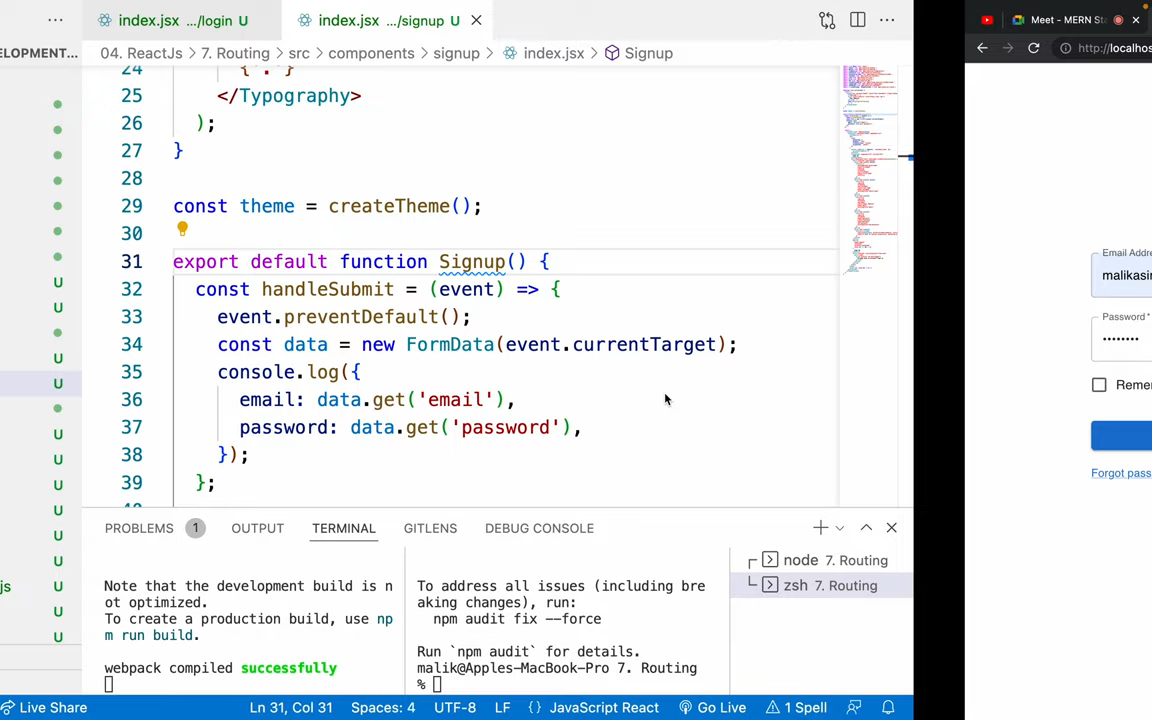 index.jsx .../login U
index.jsx .../signup U
Meet - MERN St
ELOPMENT...
04. ReactJs > 7. Routing > src > components > signup > index.jsx > Signup
http://localhos
24 {"."}
25 </Typography>
26 );
27 }
28
29 const theme = createTheme();
30
31 export default function Signup() {
32 const handleSubmit = (event) => {
33 event.preventDefault();
34 const data = new FormData(event.currentTarget);
35 console.log({
36 email: data.get('email'),
37 password: data.get('password'),
38 });
39 };
U
U
U
U
U
U
U
U
U
U
js U
U
U
Email Addre
malikasi
Password *
Remem
Forgot pass
PROBLEMS 1 OUTPUT TERMINAL GITLENS DEBUG CONSOLE
Note that the development build is n
ot optimized.
To create a production build, use np
m run build.
webpack compiled successfully
To address all issues (including bre
aking changes), run:
npm audit fix --force
Run `npm audit` for details.
malik@Apples-MacBook-Pro 7. Routing
%
node 7. Routing
zsh 7. Routing
Live Share Ln 31, Col 31 Spaces: 4 UTF-8 LF {} JavaScript React Go Live 1 Spell